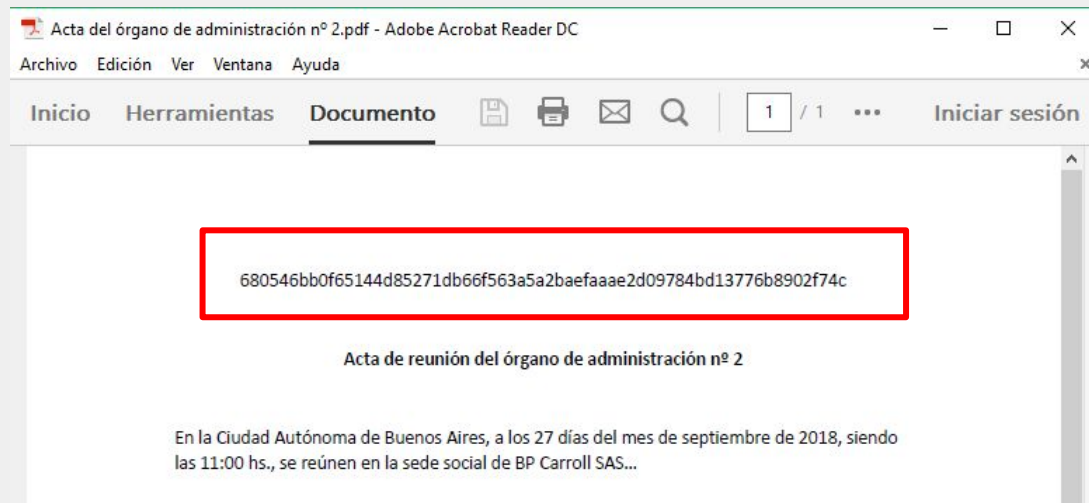 Acta del órgano de administración nº 2.pdf - Adobe Acrobat Reader DC
Archivo Edición Ver Ventana Ayuda
Inicio Herramientas Documento 1 / 1 Iniciar sesión
680546bb0f65144d85271db66f563a5a2baefaaae2d09784bd13776b8902f74c
Acta de reunión del órgano de administración nº 2
En la Ciudad Autónoma de Buenos Aires, a los 27 días del mes de septiembre de 2018, siendo
las 11:00 hs., se reúnen en la sede social de BP Carroll SAS...